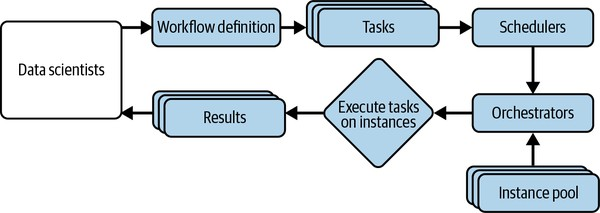 Data scientists
Workflow definition
Tasks
Schedulers
Orchestrators
Instance pool
Execute tasks
on instances
Results